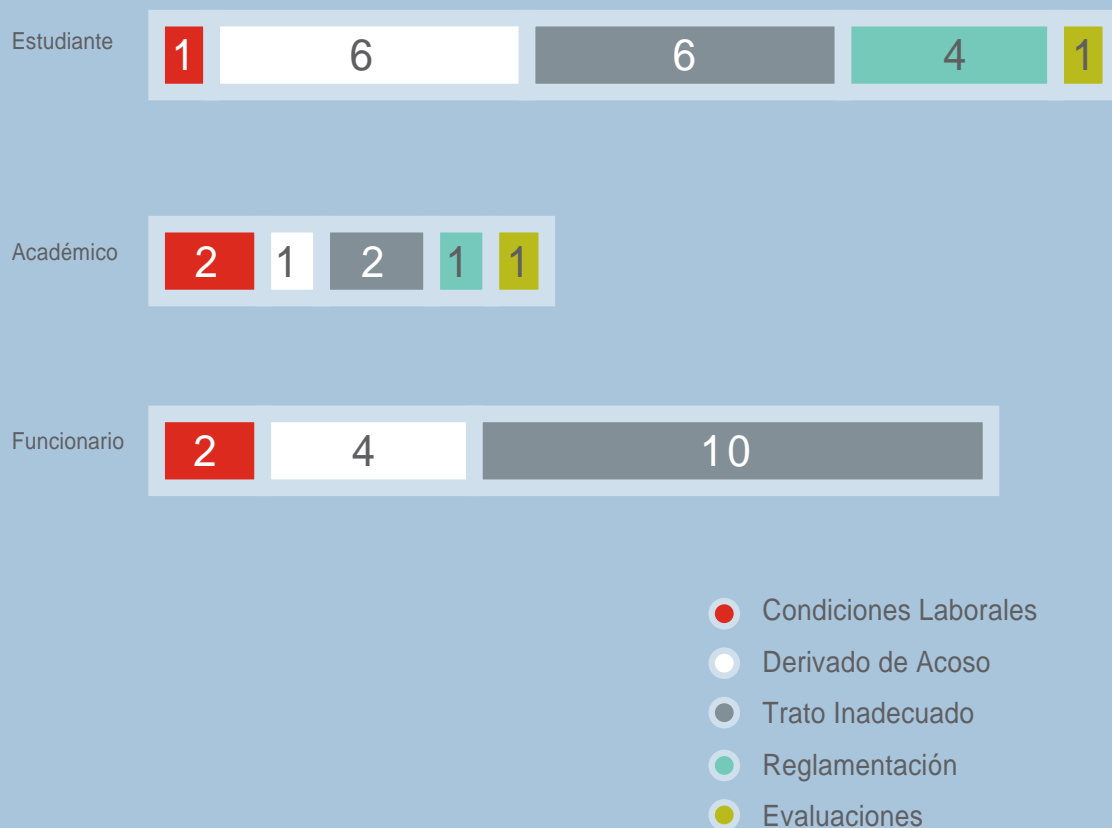 Estudiante 1 6 6 4 1
Académico 2 1 2 1 1
Funcionario 2 4 10
Condiciones Laborales
Derivado de Acoso
Trato Inadecuado
Reglamentación
Evaluaciones